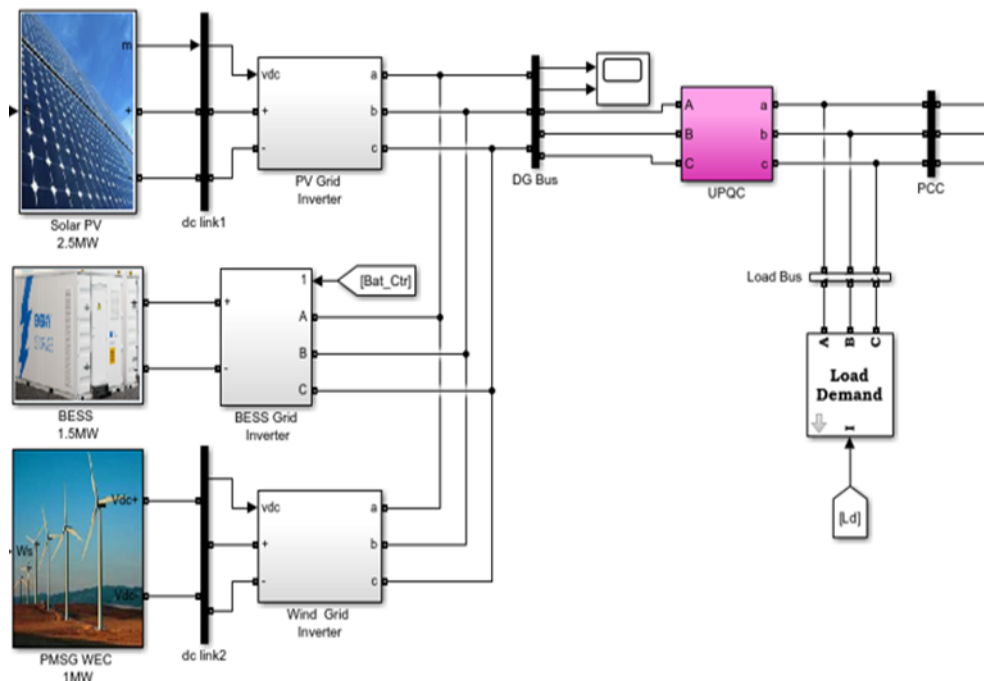 m
+
-
Solar PV
2.5MW
dc link1
vdc
+
-
a
b
c
PV Grid
Inverter
DG Bus
A
B
C
a
b
c
UPQC
PCC
Load Bus
A
B
C
Load
Demand
I
[Ld]
BESS
1.5MW
+
-
1
A
B
C
[Bat_Ctr]
BESS Grid
Inverter
Ws
Vdc+
Vdc-
PMSG WEC
1MW
dc link2
vdc
+
-
a
b
c
Wind Grid
Inverter